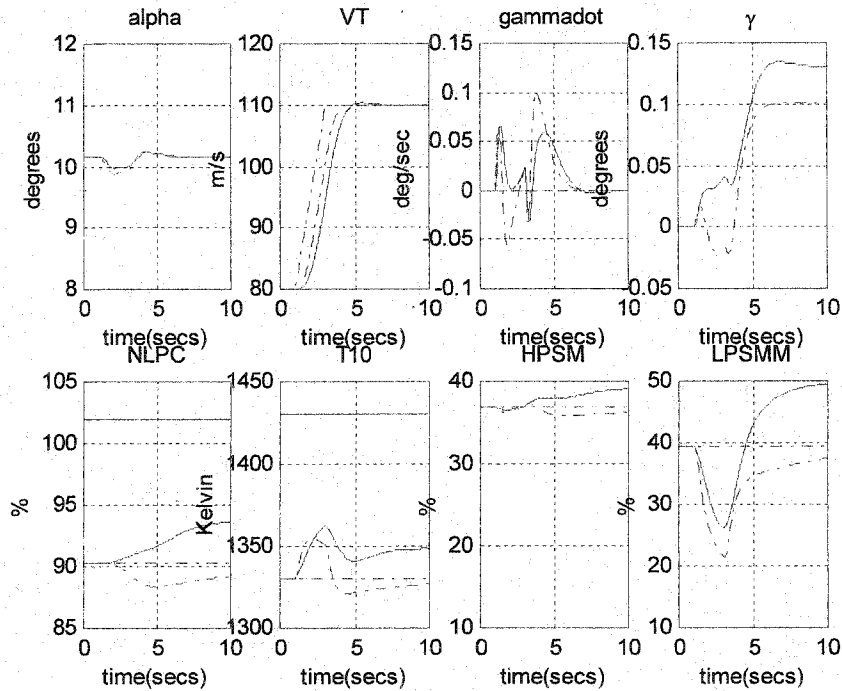 alpha VT gammadot γ
12 120 0.15 0.15
11 110 0.1 0.1
degrees m/s deg/sec degrees
10 100 0.05 0.05
9 90 0 0
-0.05
8 80 -0.1 0.05
0 5 10 0 5 10 0 5 10 0 5 10
time(secs) time(secs) time(secs) time(secs)
NLPC T10 HPSM LPSMM
105 1450 40 50
100 1400 40
% Kelvin % %
95 30 30
90 1350 20 20
85 1300 10 10
0 5 10 0 5 10 0 5 10 0 5 10
time(secs) time(secs) time(secs) time(secs)